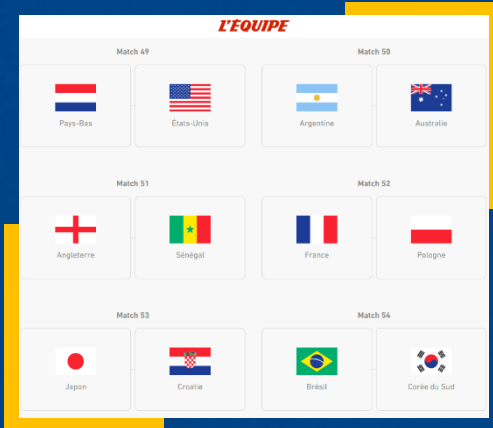 L'ÉQUIPE
Match 49
Match 50
Pays-Bas
États-Unis
Argentine
Australie
Match 51
Match 52
Angleterre
Sénégal
France
Pologne
Match 53
Match 54
Japon
Croatie
Brésil
Corée du Sud